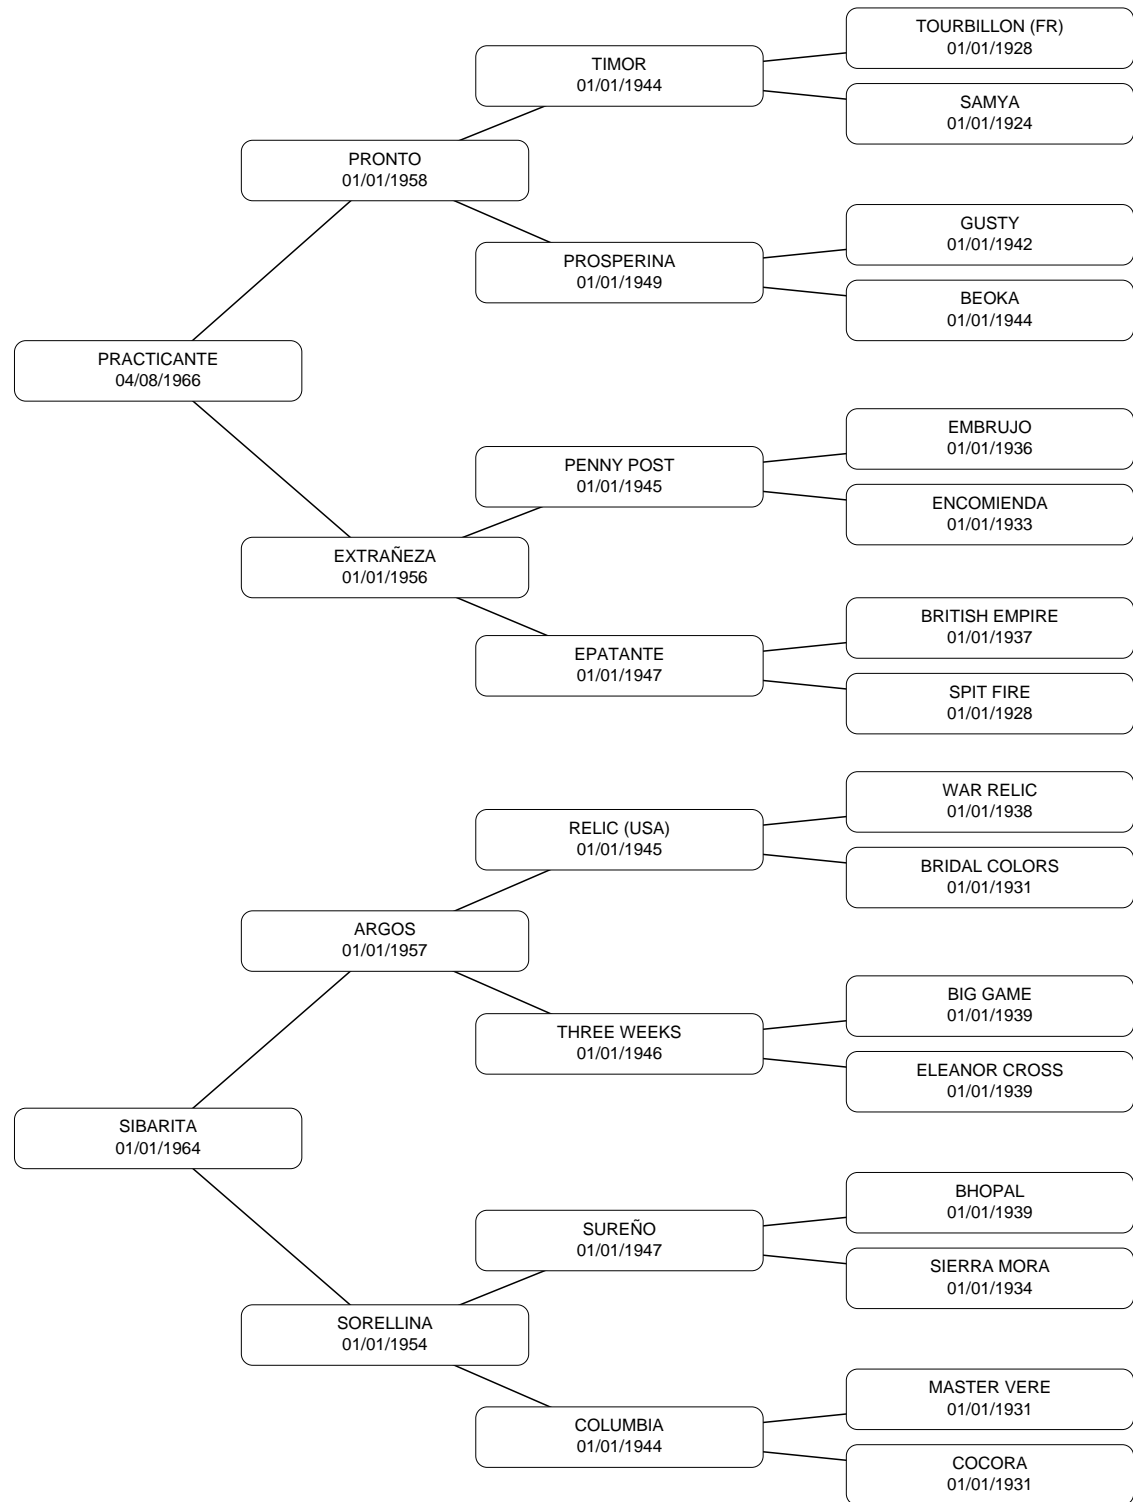 TOURBILLON (FR)
01/01/1928
TIMOR
01/01/1944
SAMYA
01/01/1924
PRONTO
01/01/1958
GUSTY
01/01/1942
PROSPERINA
01/01/1949
BEOKA
01/01/1944
PRACTICANTE
04/08/1966
EMBRUJO
01/01/1936
PENNY POST
01/01/1945
ENCOMIENDA
01/01/1933
EXTRAÑEZA
01/01/1956
BRITISH EMPIRE
01/01/1937
EPATANTE
01/01/1947
SPIT FIRE
01/01/1928
WAR RELIC
01/01/1938
RELIC (USA)
01/01/1945
BRIDAL COLORS
01/01/1931
ARGOS
01/01/1957
BIG GAME
01/01/1939
THREE WEEKS
01/01/1946
ELEANOR CROSS
01/01/1939
SIBARITA
01/01/1964
BHOPAL
01/01/1939
SUREÑO
01/01/1947
SIERRA MORA
01/01/1934
SORELLINA
01/01/1954
MASTER VERE
01/01/1931
COLUMBIA
01/01/1944
COCORA
01/01/1931